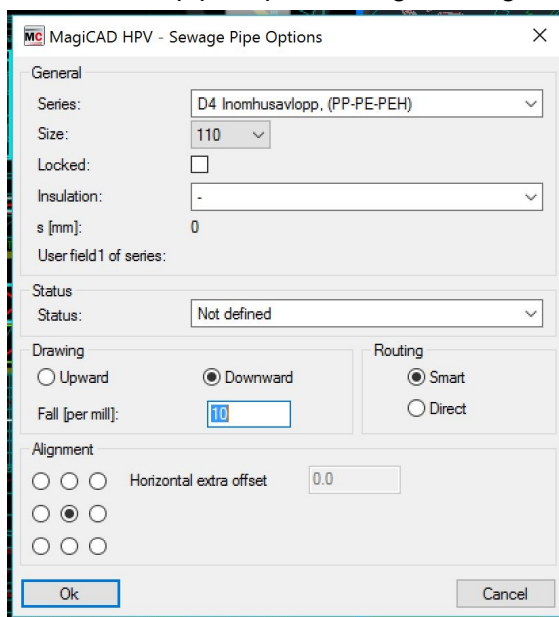 MC MagiCAD HPV - Sewage Pipe Options
General
Series: D4 Inomhusavlopp, (PP-PE-PEH)
Size: 110
Locked:
Insulation: -
s [mm]: 0
User field1 of series:
Status
Status: Not defined
Drawing Routing
Upward Downward Smart
Fall [per mill]: 10 Direct
Alignment
Horizontal extra offset 0.0
Ok Cancel